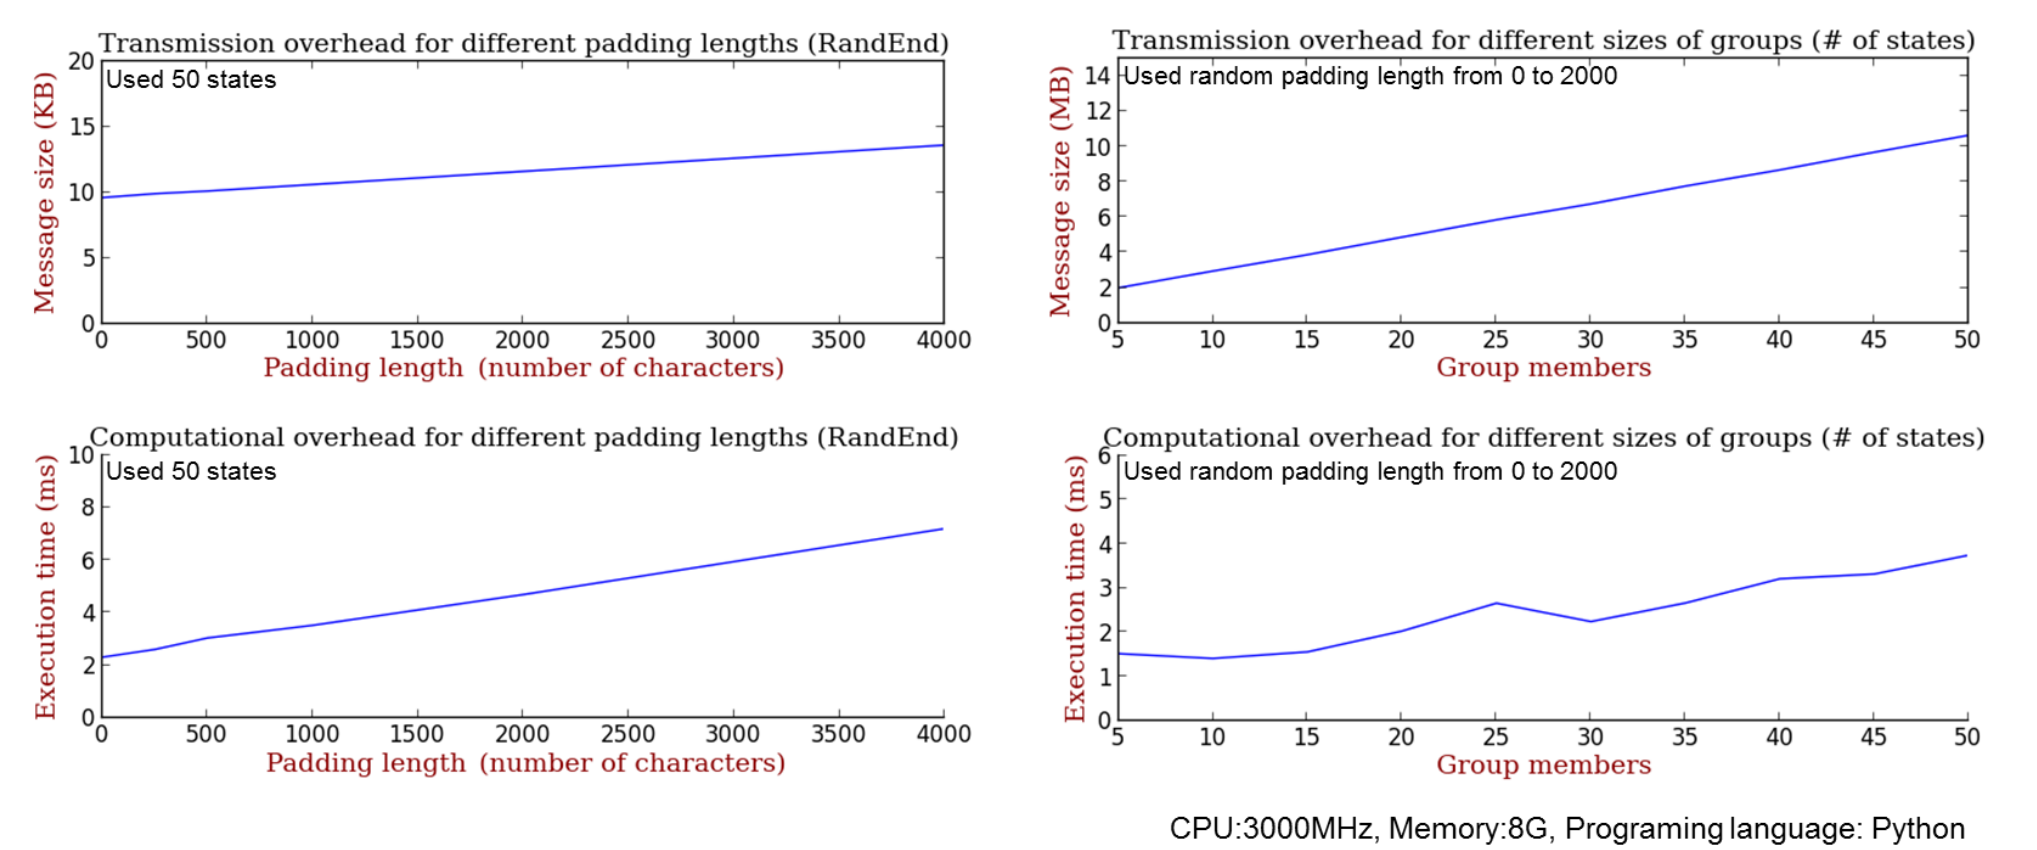 Transmission overhead for different padding lengths (RandEnd)
Used 50 states
Message size (KB)
20
15
10
5
0
0 500 1000 1500 2000 2500 3000 3500 4000
Padding length (number of characters)
Transmission overhead for different sizes of groups (# of states)
Used random padding length from 0 to 2000
Message size (MB)
14
12
10
8
6
4
2
0
5 10 15 20 25 30 35 40 45 50
Group members
Computational overhead for different padding lengths (RandEnd)
Used 50 states
Execution time (ms)
10
8
6
4
2
0
0 500 1000 1500 2000 2500 3000 3500 4000
Padding length (number of characters)
Computational overhead for different sizes of groups (# of states)
Used random padding length from 0 to 2000
Execution time (ms)
6
5
4
3
2
1
0
5 10 15 20 25 30 35 40 45 50
Group members
CPU:3000MHz, Memory:8G, Programing language: Python